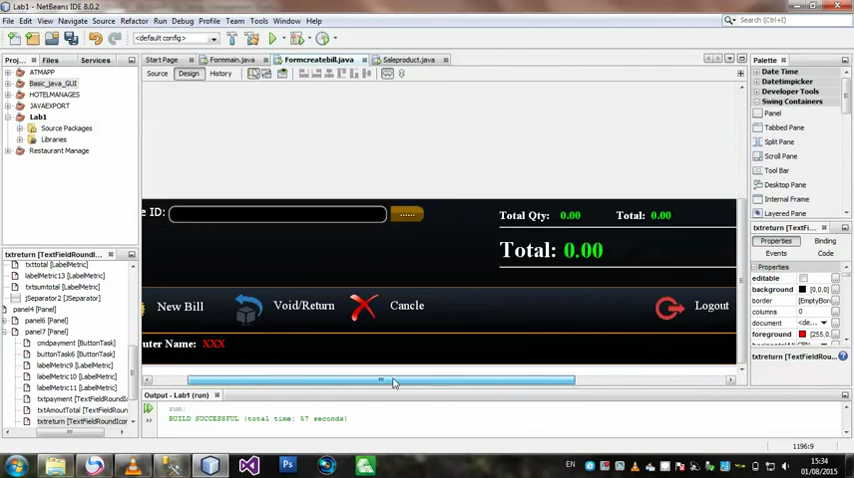 Lab1 - NetBeans IDE 8.0.2
File Edit View Navigate Source Refactor Run Debug Profile Team Tools Window Help
Search (Ctrl+I)
<default config>
Proj... Files Services
ATMAPP
Basic_java_GUI
HOTELMANAGES
JAVAEXPORT
Lab1
Source Packages
Libraries
Restaurant Manage
Start Page Formmain.java Formcreatebill.java Saleproduct.java
Source Design History
e ID:
......
Total Qty: 0.00 Total: 0.00
Total: 0.00
New Bill Void/Return Cancle Logout
outer Name: XXX
Palette
Date Time
Datetimpicker
Developer Tools
Swing Containers
Panel
Tabbed Pane
Split Pane
Scroll Pane
Tool Bar
Desktop Pane
Internal Frame
Layered Pane
txtreturn [TextFi...
Properties Binding
Events Code
Properties
editable
background [0,0,0]
border [EmptyBor
columns 0
document <de...
foreground [255,0
txtreturn [TextFieldRou...
txtreturn [TextFieldRoundI...
txttotal [LabelMetric]
labelMetric13 [LabelMetric]
txtsumtotal [LabelMetric]
jSeparator2 [JSeparator]
panel4 [Panel]
panel6 [Panel]
panel7 [Panel]
cmdpayment [ButtonTask]
buttonTask6 [ButtonTask]
labelMetric9 [LabelMetric]
labelMetric10 [LabelMetric]
labelMetric11 [LabelMetric]
txtpayment [TextFieldRound
txtAmoutTotal [TextFieldRoun
txtreturn [TextFieldRoundIcor
Output - Lab1 (run)
run:
BUILD SUCCESSFUL (total time: 57 seconds)
1196:9
EN
15:34
01/08/2015